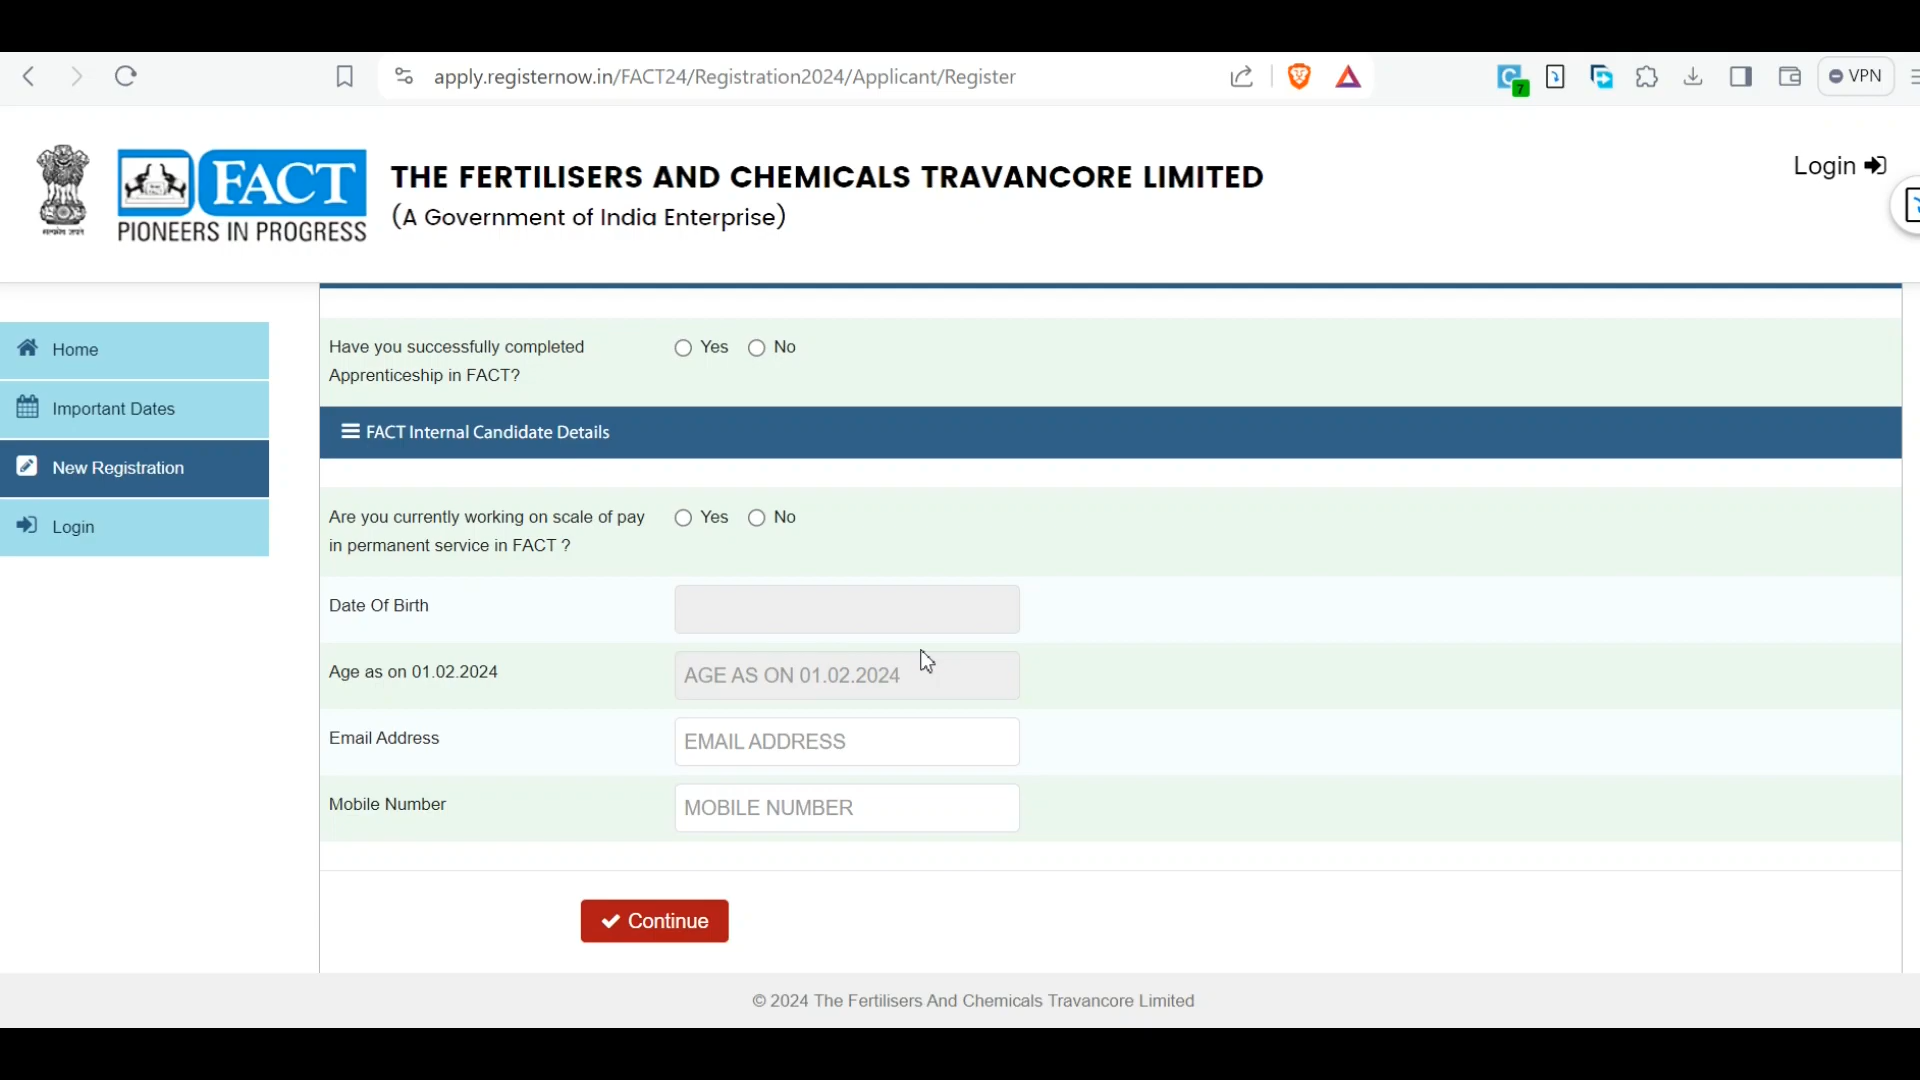 apply.registernow.in/FACT24/Registration2024/Applicant/Register
7
VPN
FACT
PIONEERS IN PROGRESS
THE FERTILISERS AND CHEMICALS TRAVANCORE LIMITED
(A Government of India Enterprise)
Login
Home
Important Dates
New Registration
Login
Have you successfully completed
Apprenticeship in FACT?
Yes No
FACT Internal Candidate Details
Are you currently working on scale of pay
in permanent service in FACT ?
Yes No
Date Of Birth
Age as on 01.02.2024
AGE AS ON 01.02.2024
Email Address
EMAIL ADDRESS
Mobile Number
MOBILE NUMBER
Continue
© 2024 The Fertilisers And Chemicals Travancore Limited